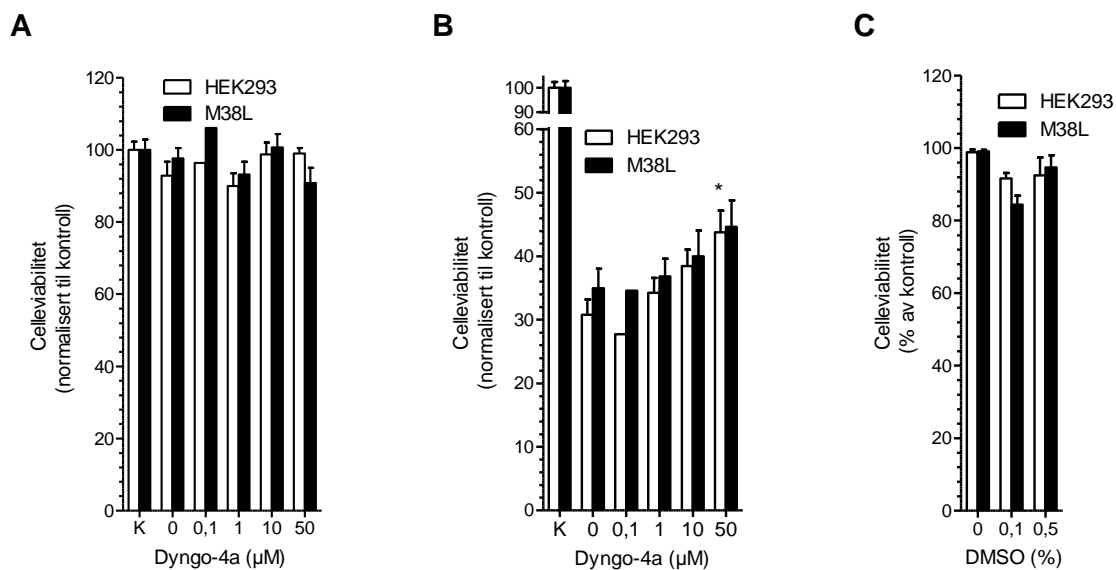 A
B
C
120
100
80
60
40
20
0
HEK293
M38L
Celleviabilitet
(normalisert til kontroll)
K 0 0,1 1 10 50
Dyngo-4a (µM)
100
90
60
50
40
30
20
10
0
HEK293
M38L
*
Celleviabilitet
(normalisert til kontroll)
K 0 0,1 1 10 50
Dyngo-4a (µM)
120
100
80
60
40
20
0
HEK293
M38L
Celleviabilitet
(% av kontroll)
0 0,1 0,5
DMSO (%)